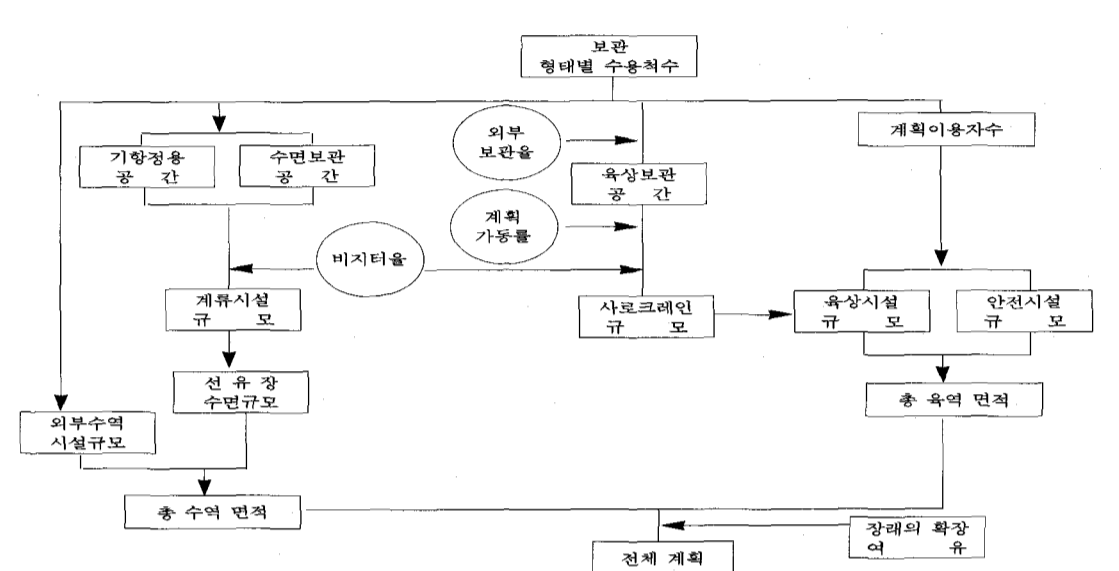 보관
형태별 수용척수
외부
보관율
계획이용자수
기항정용
공 간
수면보관
공 간
육상보관
공 간
계획
가동률
비지터율
계류시설
규 모
사로크레인
규 모
육상시설
규 모
안전시설
규 모
선 유 장
수면규모
총 육역 면적
외부수역
시설규모
총 수역 면적
장래의 확장
여 유
전체 계획